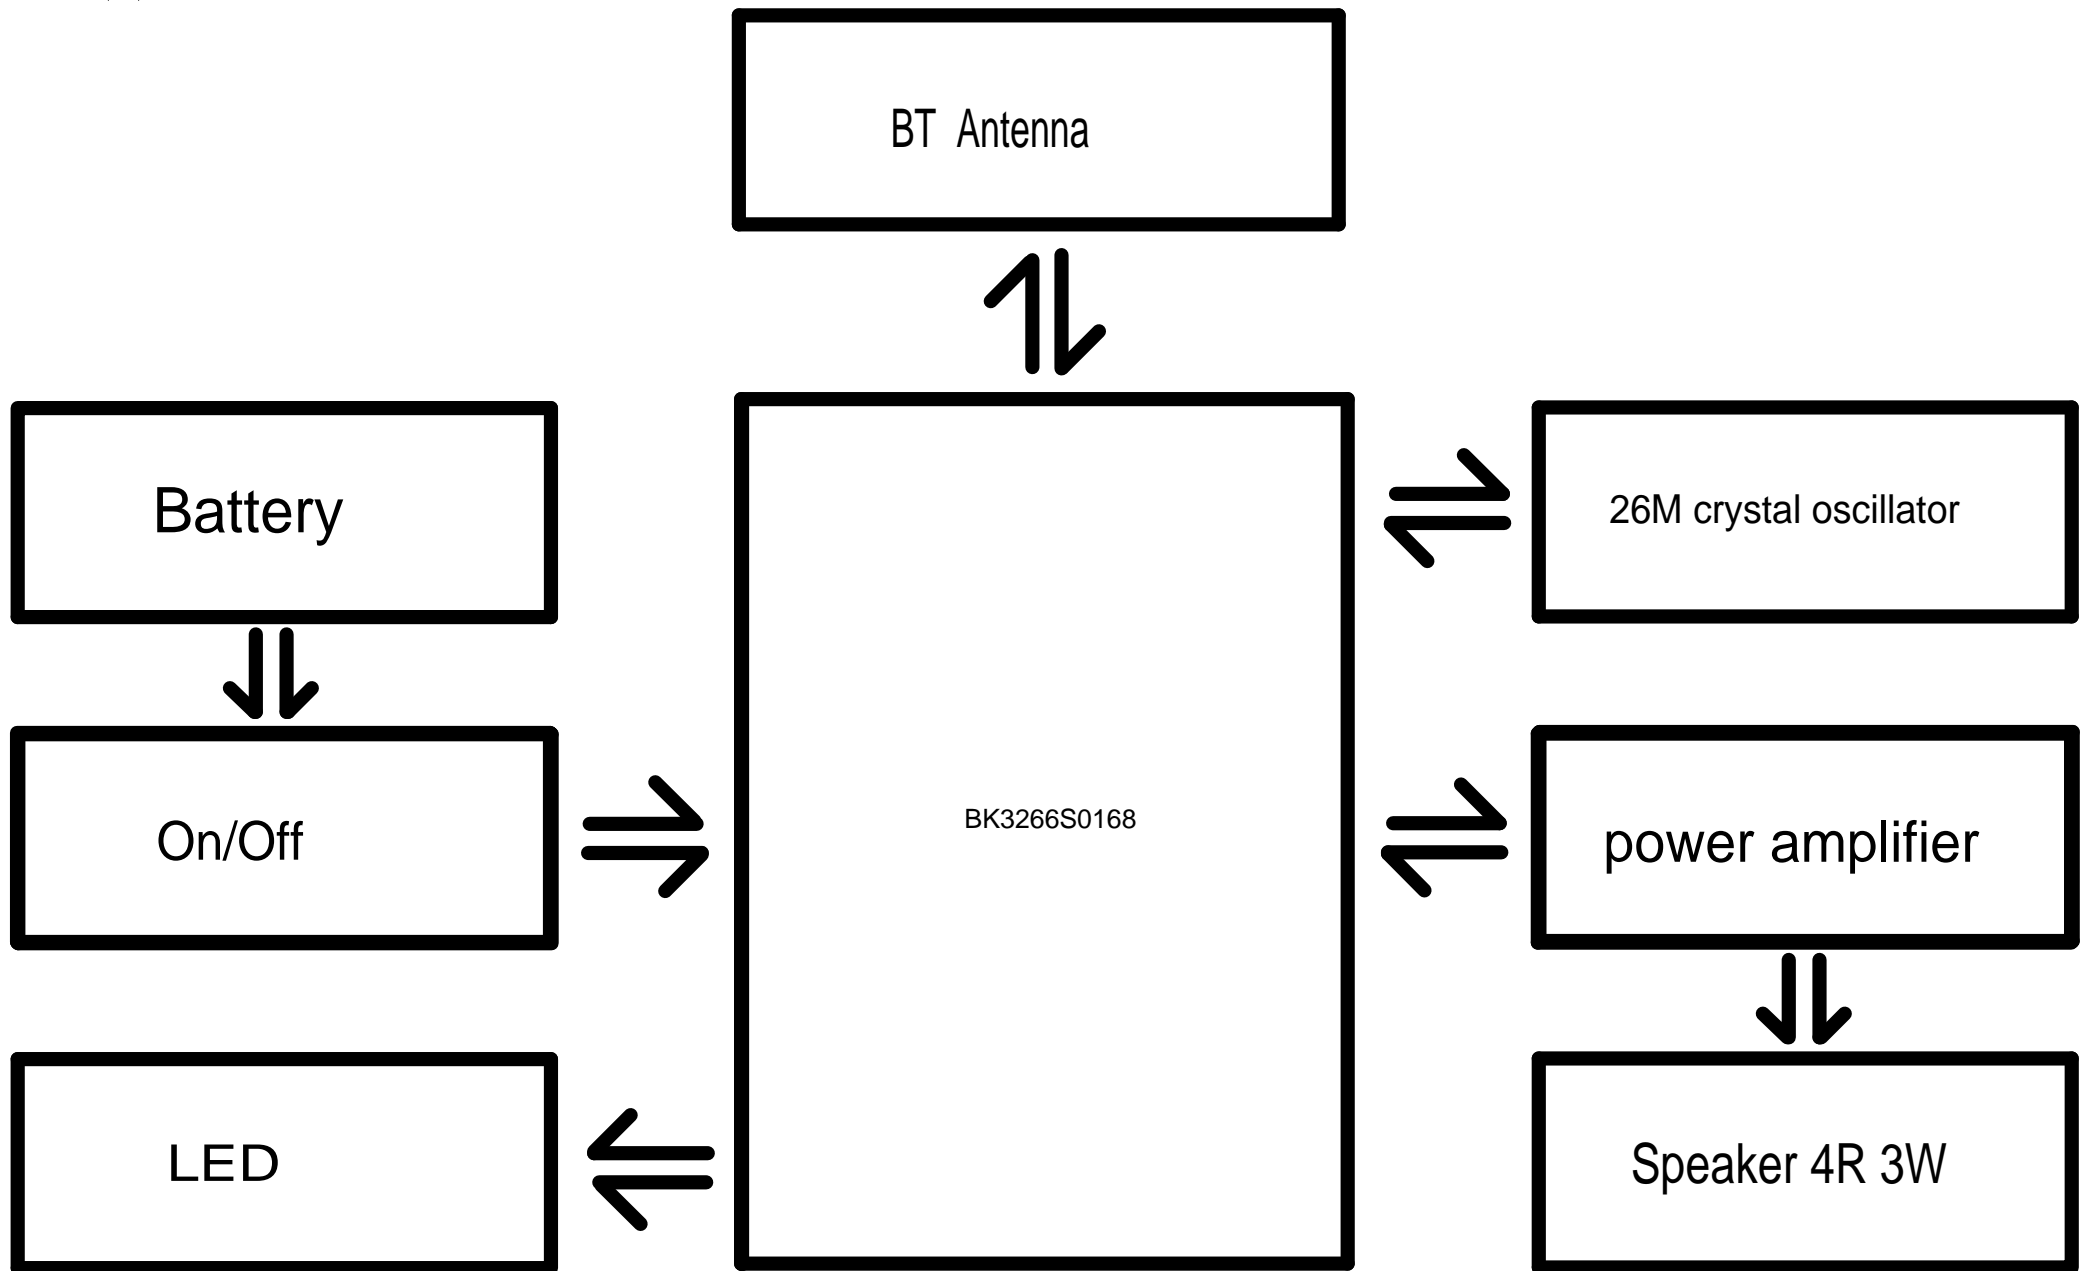 BT Antenna
Battery
26M crystal oscillator
On/Off
BK3266S0168
power amplifier
LED
Speaker 4R 3W